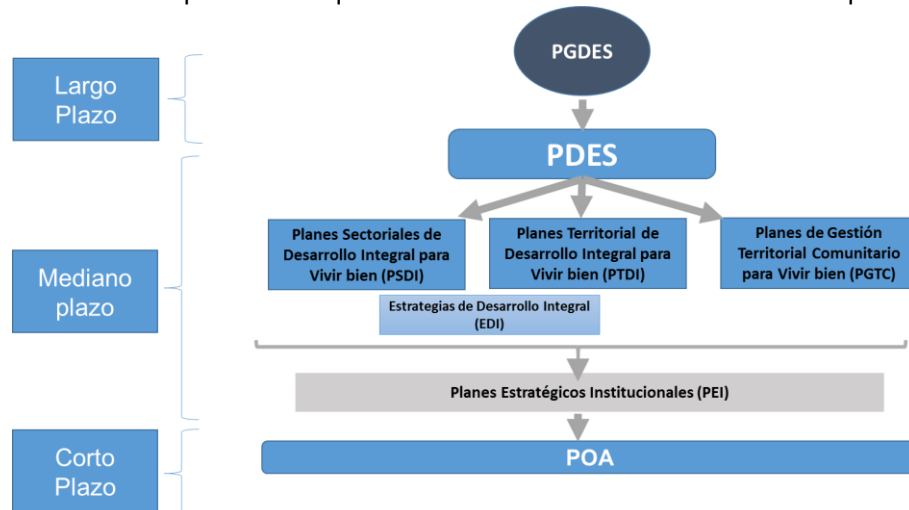 PGDES
Largo
Plazo
PDES
Planes Sectoriales de
Desarrollo Integral para
Vivir bien (PSDI)
Planes Territorial de
Desarrollo Integral para
Vivir bien (PTDI)
Planes de Gestión
Territorial Comunitario
para Vivir bien (PGTC)
Mediano
plazo
Estrategias de Desarrollo Integral
(EDI)
Planes Estratégicos Institucionales (PEI)
Corto
Plazo
POA